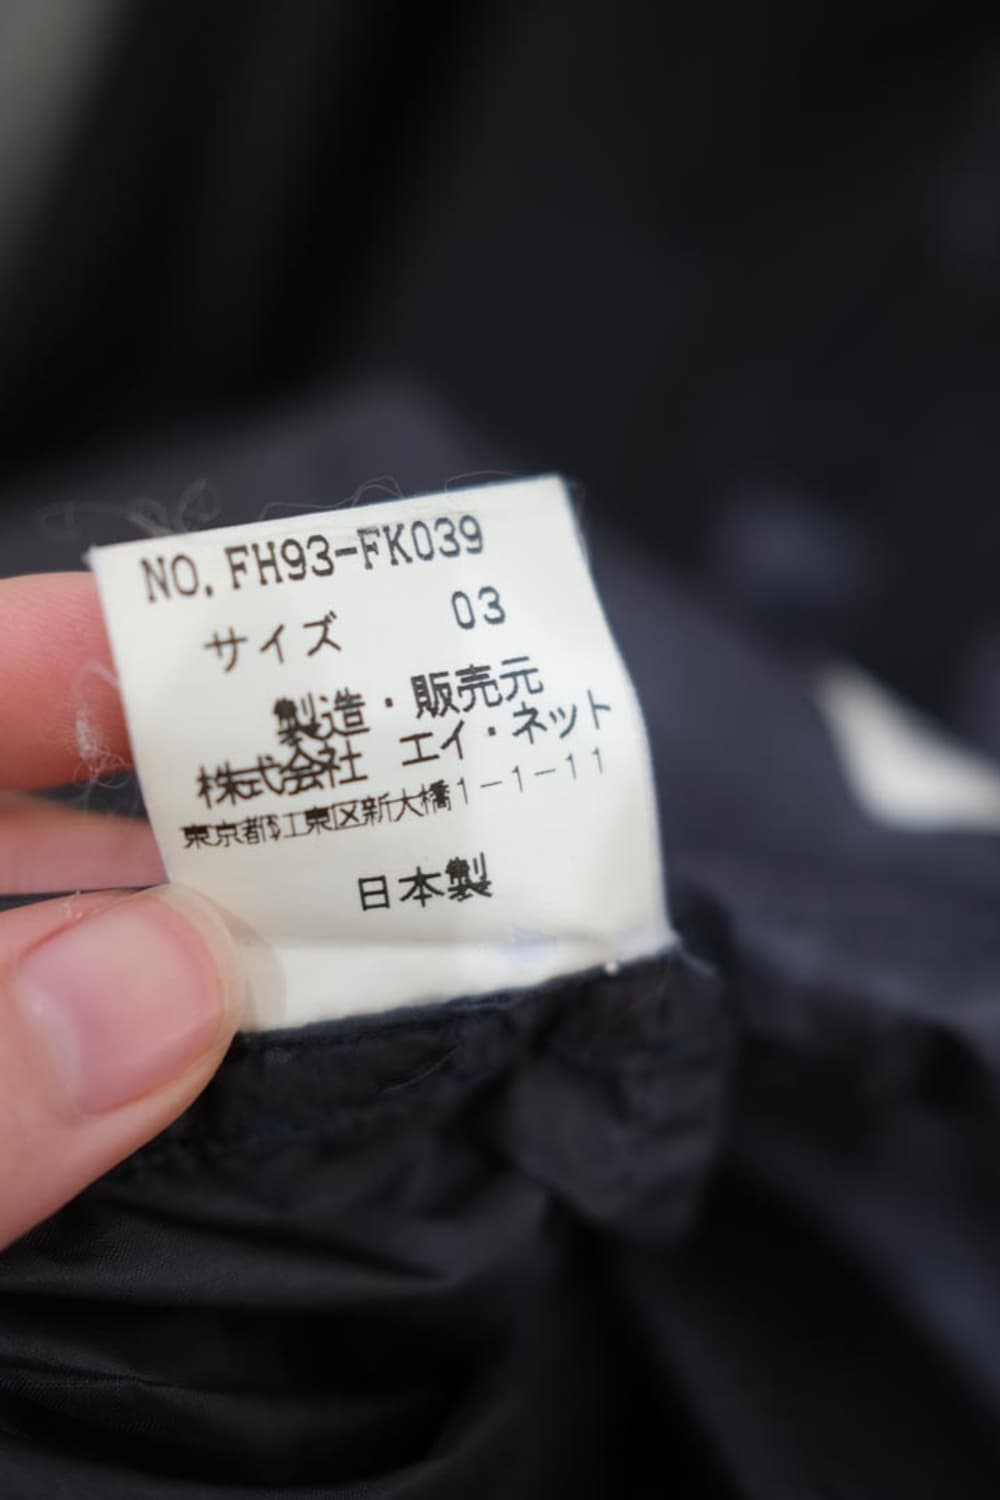 NO. FH93-FK039
サイズ 03
製造・販売元
株式会社 エイ・ネット
東京都江東区新大橋1-1-11
日本製